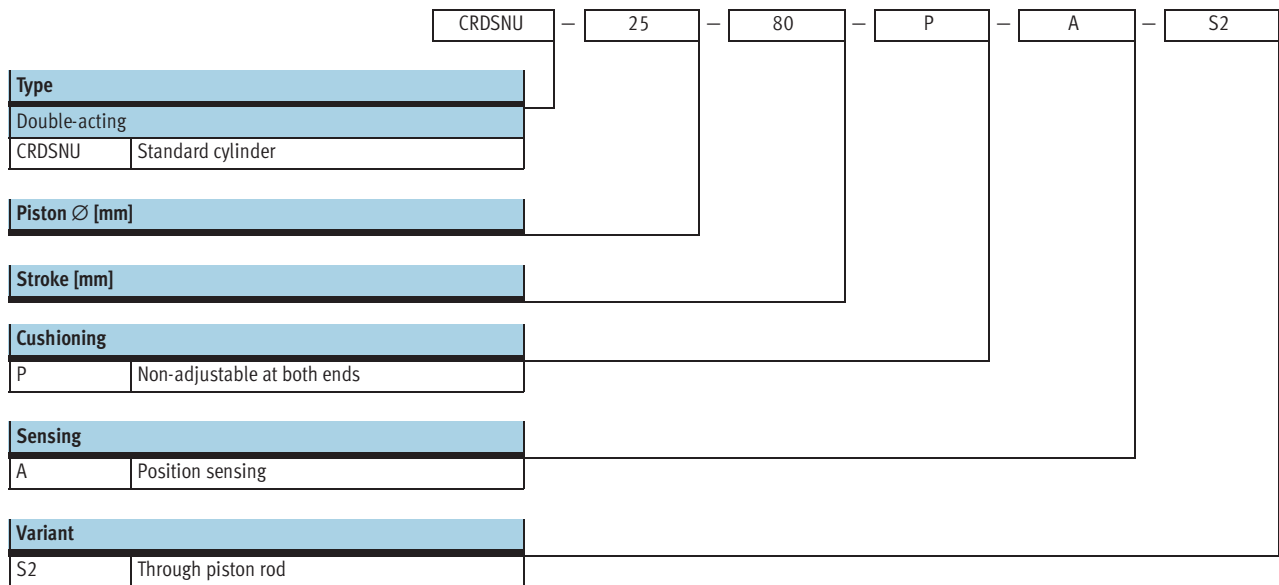 CRDSNU – 25 – 80 – P – A – S2
Type
Double-acting
CRDSNU Standard cylinder
Piston ∅ [mm]
Stroke [mm]
Cushioning
P Non-adjustable at both ends
Sensing
A Position sensing
Variant
S2 Through piston rod